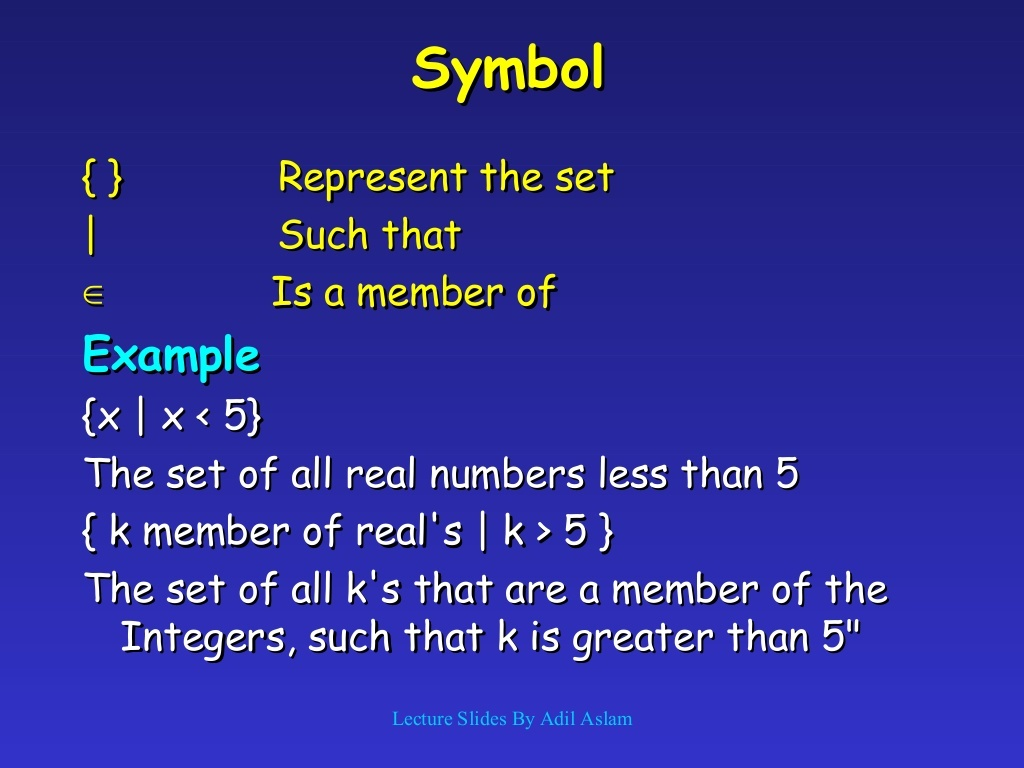 Symbol
{ } Represent the set
| Such that
∈ Is a member of
Example
{x | x < 5}
The set of all real numbers less than 5
{ k member of real's | k > 5 }
The set of all k's that are a member of the
Integers, such that k is greater than 5"
Lecture Slides By Adil Aslam